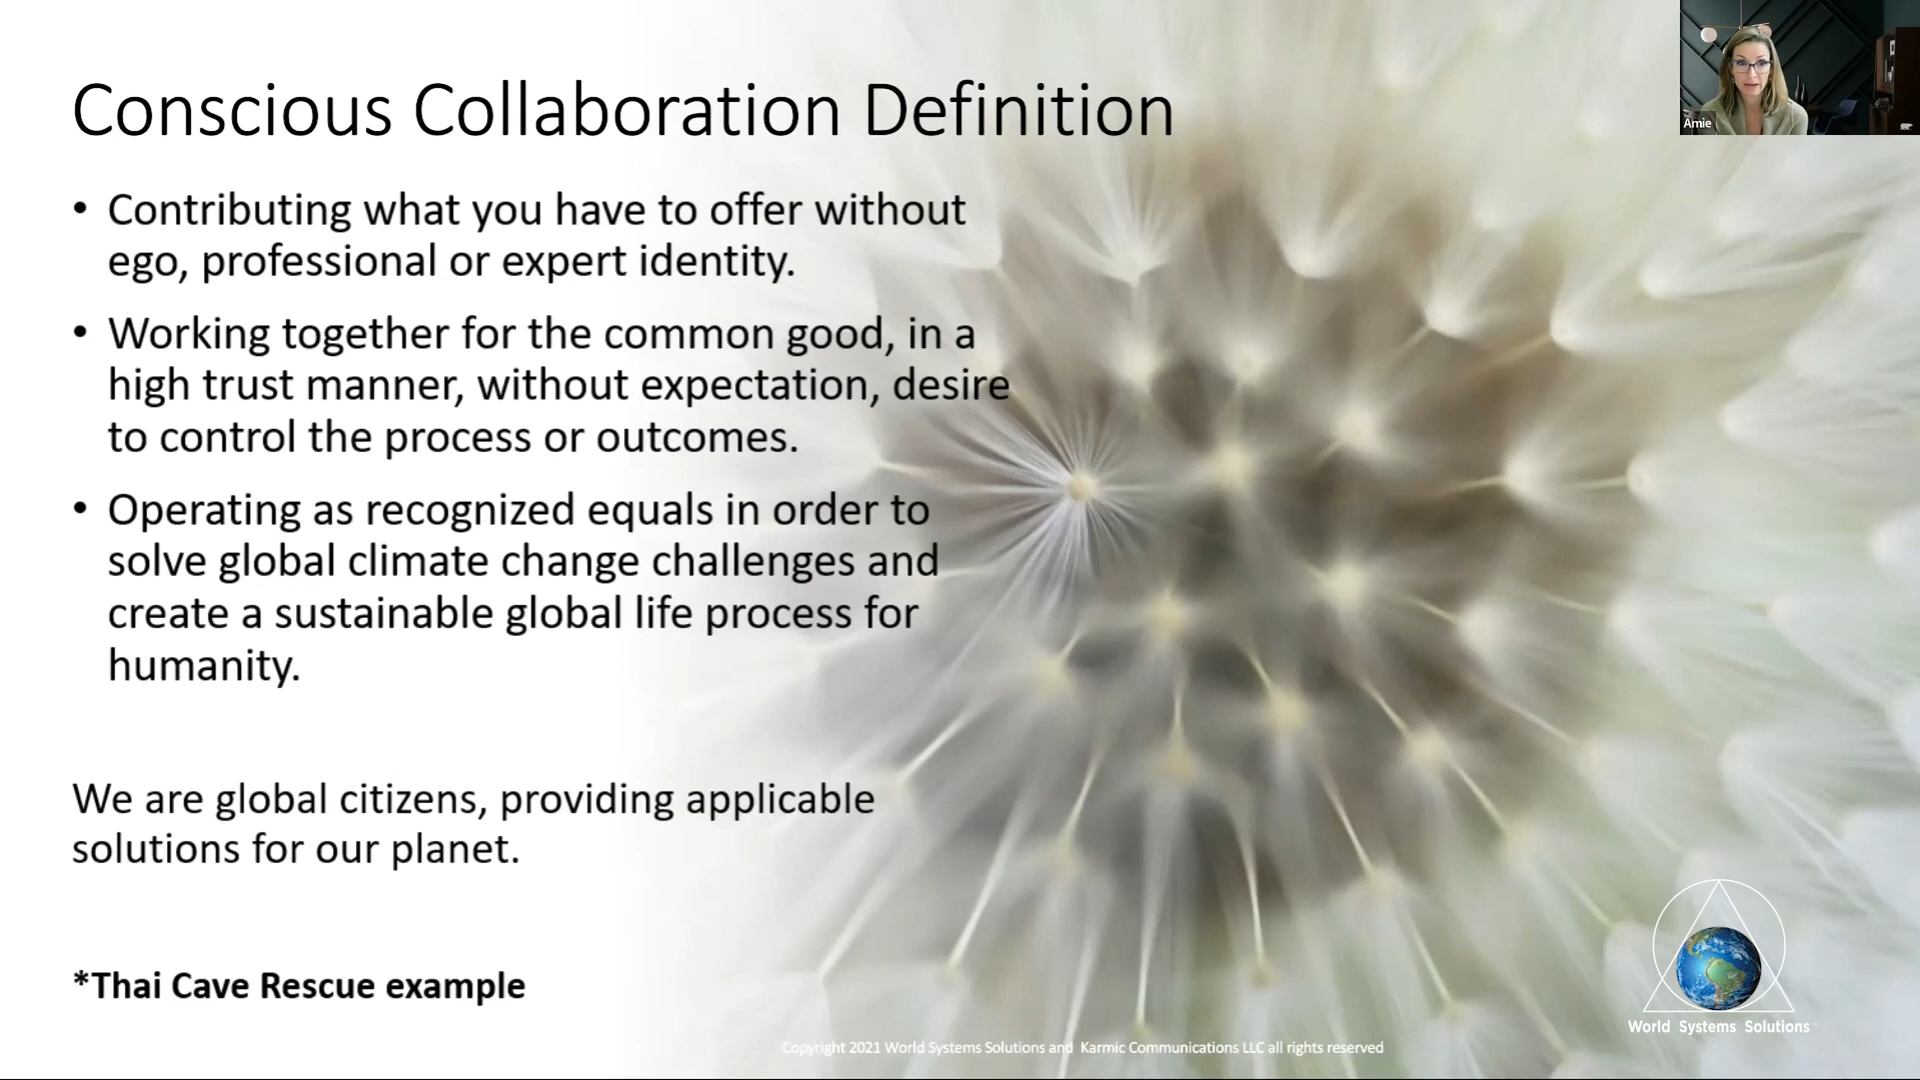 Conscious Collaboration Definition
Amie
• Contributing what you have to offer without
ego, professional or expert identity.
• Working together for the common good, in a
high trust manner, without expectation, desire
to control the process or outcomes.
• Operating as recognized equals in order to
solve global climate change challenges and
create a sustainable global life process for
humanity.
We are global citizens, providing applicable
solutions for our planet.
*Thai Cave Rescue example
World Systems Solutions
Copyright 2021 World Systems Solutions and Karmic Communications LLC all rights reserved